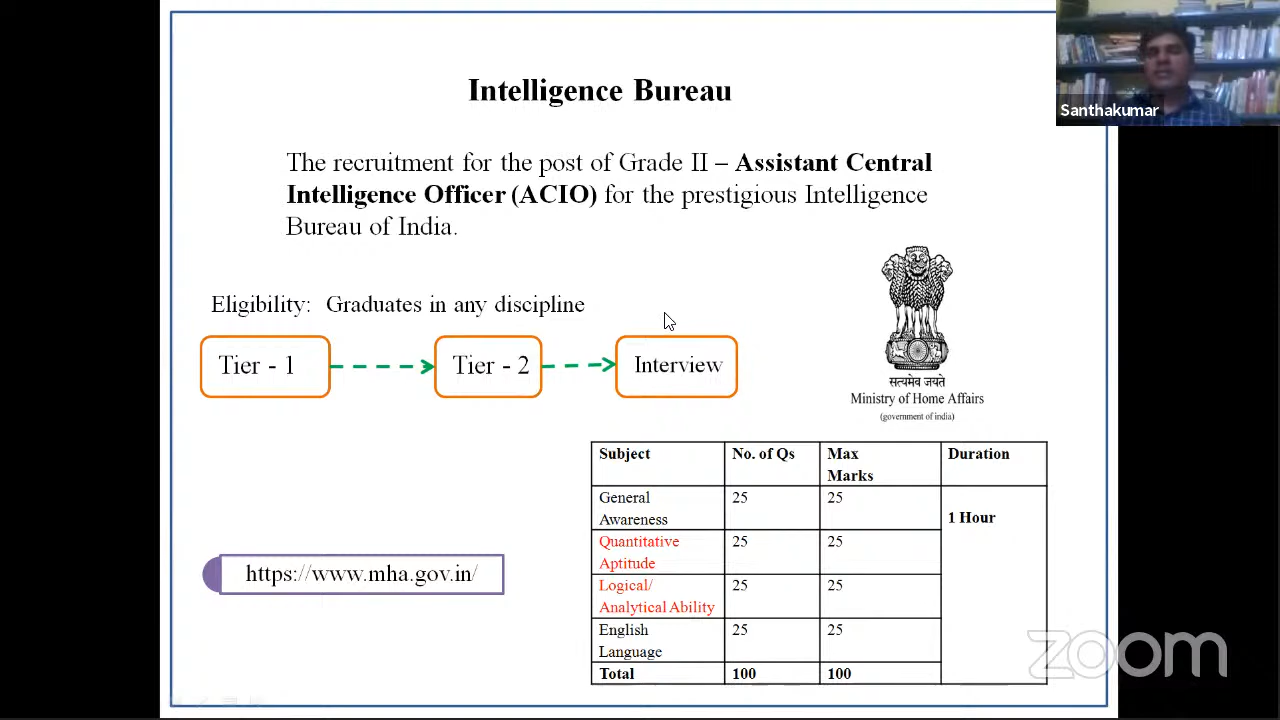 Intelligence Bureau
Santhakumar
The recruitment for the post of Grade II – Assistant Central
Intelligence Officer (ACIO) for the prestigious Intelligence
Bureau of India.
Eligibility: Graduates in any discipline
Tier - 1
Tier - 2
Interview
सत्यमेव जयते
Ministry of Home Affairs
(government of india)
Subject No. of Qs Max Marks Duration
General Awareness 25 25 1 Hour
Quantitative Aptitude 25 25
Logical/ Analytical Ability 25 25
English Language 25 25
Total 100 100
https://www.mha.gov.in/
zoom